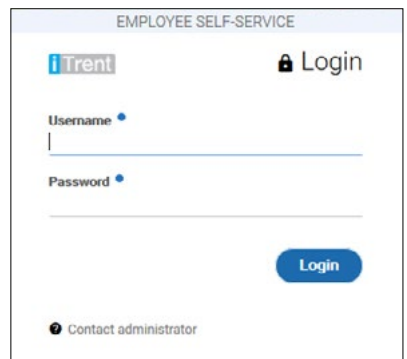 EMPLOYEE SELF-SERVICE
iTrent Login
Username
Password
Login
Contact administrator